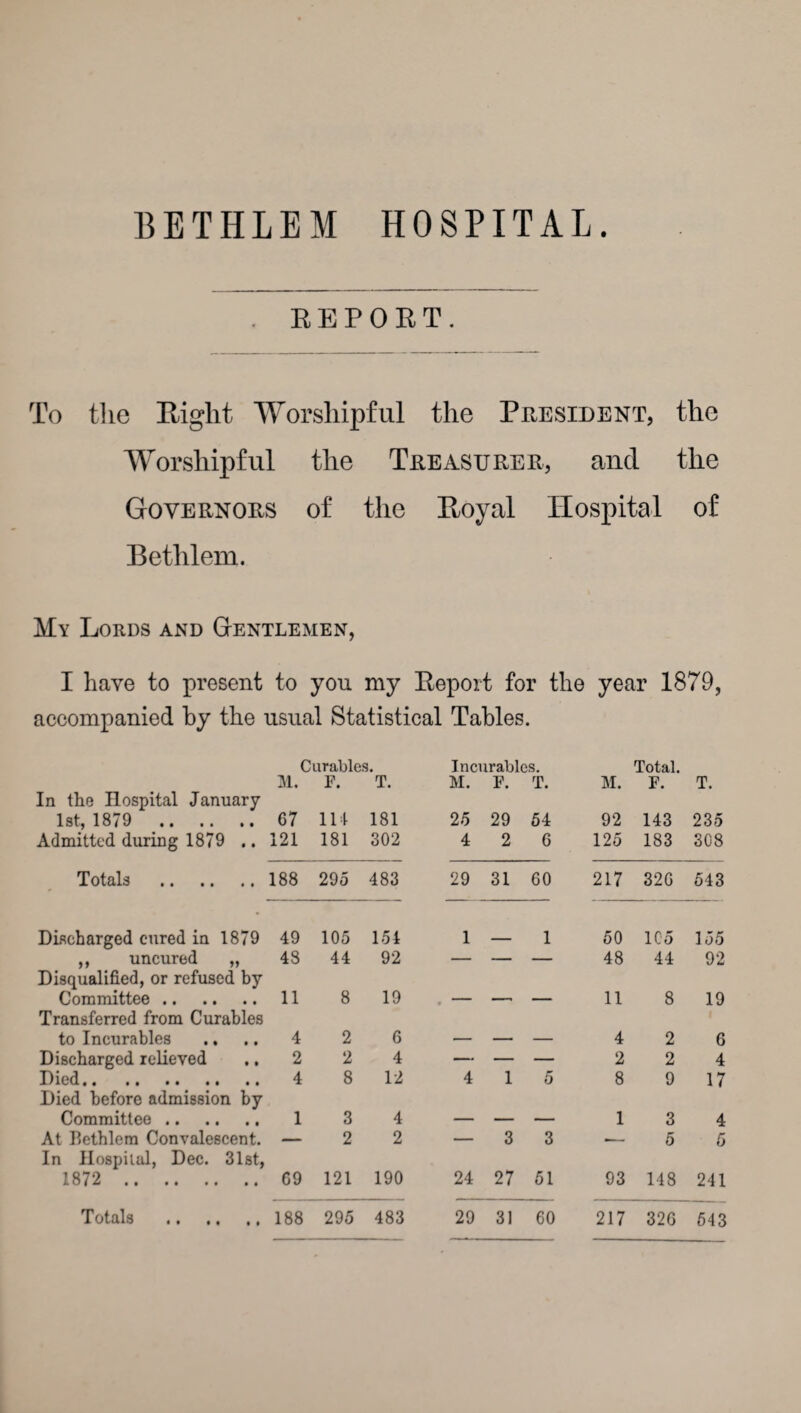 BETHLEM HOSPITAL.
REPORT.
To the Right Worshipful the PRESIDENT, the
Worshipful the TREASURER, and the
GOVERNORS of the Royal Hospital of
Bethlem.
MY LORDS AND GENTLEMEN,
I have to present to you my Report for the year 1879,
accompanied by the usual Statistical Tables.
Curables. Incurables. Total.
M. F. T. M. F. T. M. F. T.
In the Hospital January
1st, 1879 .. .. .. 67 114 181 25 29 54 92 143 235
Admitted during 1879 .. 121 181 302 4 2 6 125 183 308
Totals .. .. .. 188 295 483 29 31 60 217 326 543
Discharged cured in 1879 49 105 154 1 — 1 50 105 155
,, uncured ,, 48 44 92 — — — 48 44 92
Disqualified, or refused by
Committee .. .. .. 11 8 19 — — — 11 8 19
Transferred from Curables
to Incurables .. .. 4 2 6 — — — 4 2 6
Discharged relieved .. 2 2 4 — — — 2 2 4
Died.. .. .. .. .. 4 8 12 4 1 5 8 9 17
Died before admission by
Committee .. .. .. 1 3 4 — — — 1 3 4
At Bethlem Convalescent. — 2 2 — 3 3 — 5 5
In Hospital, Dec. 31st,
1872 .. .. .. .. 69 121 190 24 27 51 93 148 241
Totals .. .. .. 188 295 483 29 31 60 217 326 543